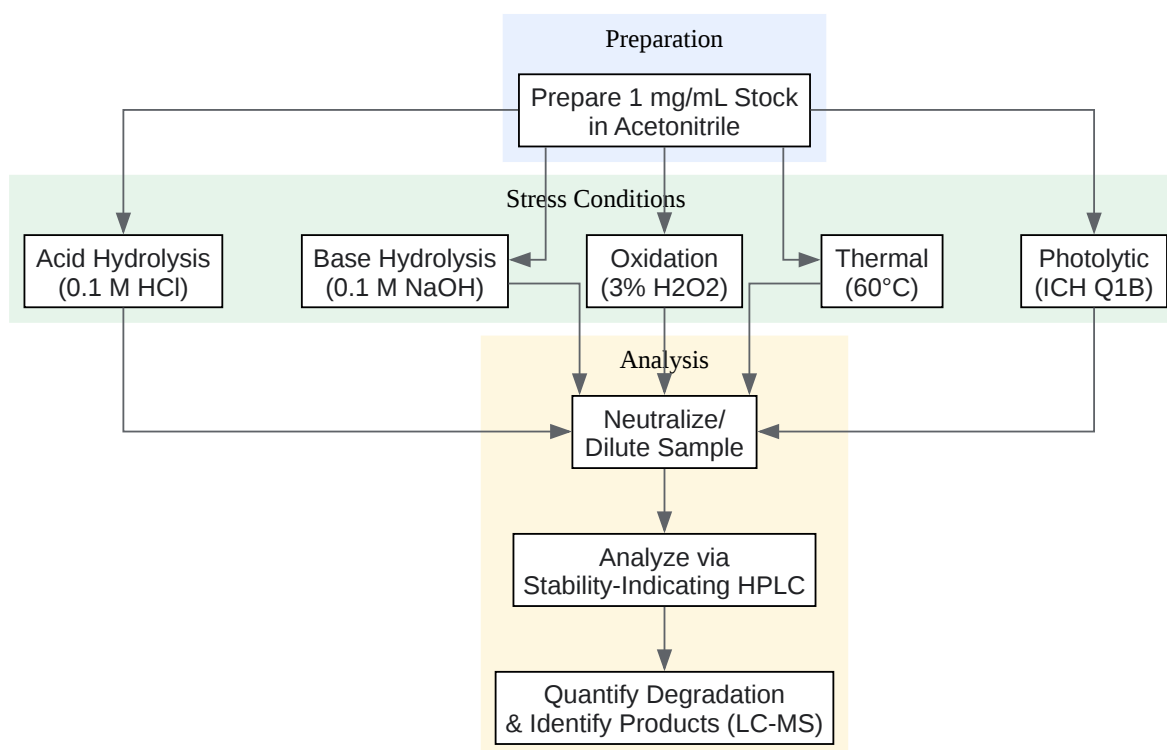 Preparation
Prepare 1 mg/mL Stock
in Acetonitrile
Stress Conditions
Acid Hydrolysis
(0.1 M HCl)
Base Hydrolysis
(0.1 M NaOH)
Oxidation
(3% H2O2)
Thermal
(60°C)
Photolytic
(ICH Q1B)
Analysis
Neutralize/
Dilute Sample
Analyze via
Stability-Indicating HPLC
Quantify Degradation
& Identify Products (LC-MS)